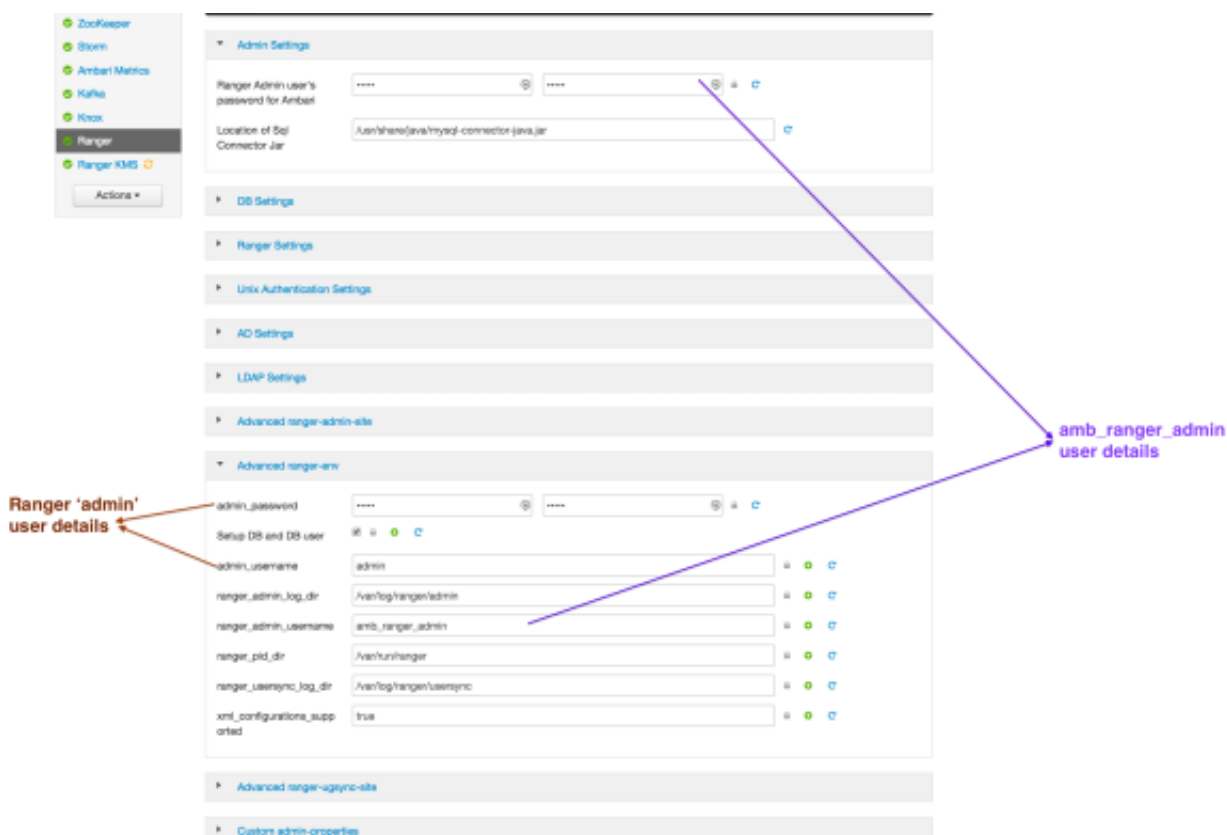 ZooKeeper
Storm
Ambari Metrics
Kafka
Knox
Ranger
Ranger KMS
Actions
Admin Settings
Ranger Admin user's
password for Ambari
Location of Sql
Connector Jar
/usr/share/java/mysql-connector-java.jar
DB Settings
Ranger Settings
Unix Authentication Settings
AD Settings
LDAP Settings
Advanced ranger-admin-site
Advanced ranger-env
admin_password
Setup DB and DB user
admin_username
admin
ranger_admin_log_dir
/var/log/ranger/admin
ranger_admin_username
amb_ranger_admin
ranger_pid_dir
/var/run/ranger
ranger_usersync_log_dir
/var/log/ranger/usersync
xml_configurations_supp
orted
true
Advanced ranger-ugsync-site
Custom admin-properties
Ranger ‘admin’
user details
amb_ranger_admin
user details